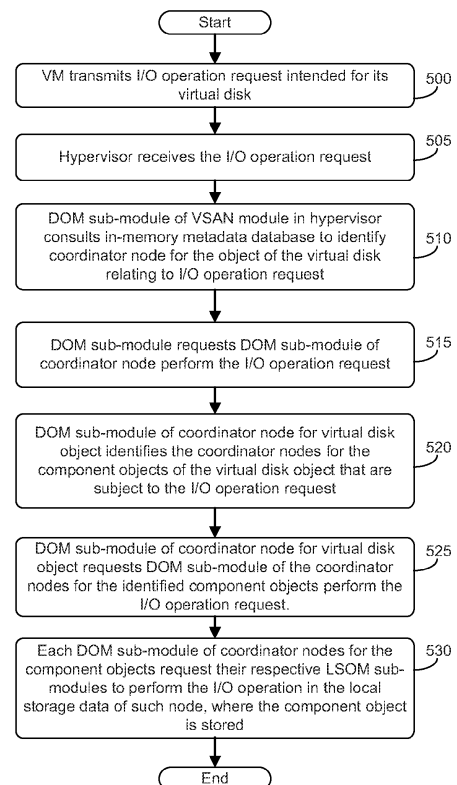 Start
VM transmits I/O operation request intended for its
virtual disk
500
Hypervisor receives the I/O operation request
505
DOM sub-module of VSAN module in hypervisor
consults in-memory metadata database to identify
coordinator node for the object of the virtual disk
relating to I/O operation request
510
DOM sub-module requests DOM sub-module of
coordinator node perform the I/O operation request
515
DOM sub-module of coordinator node for virtual disk
object identifies the coordinator nodes for the
component objects of the virtual disk object that are
subject to the I/O operation request
520
DOM sub-module of coordinator node for virtual disk
object requests DOM sub-module of the coordinator
nodes for the identified component objects perform the
I/O operation request.
525
Each DOM sub-module of coordinator nodes for the
component objects request their respective LSOM sub-
modules to perform the I/O operation in the local
storage data of such node, where the component object
is stored
530
End